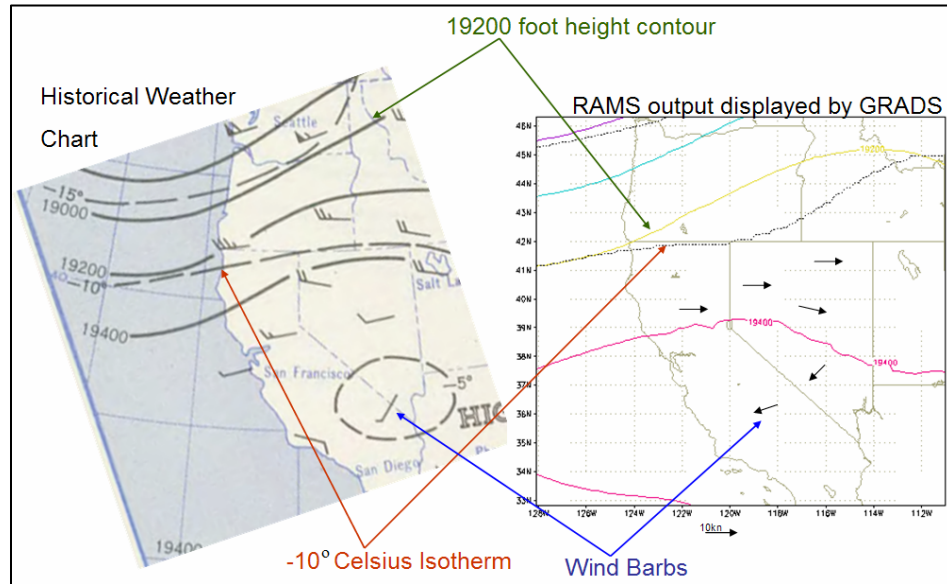 19200 foot height contour
Historical Weather
Chart
RAMS output displayed by GRADS
Seattle
-15°
19000
19200
40
-10°
19400
Salt La
San Francisco
-5°
HIG
San Diego
19400
46N
45N
44N
43N
42N
41N
40N
39N
38N
37N
36N
35N
34N
33N
19200
19400
19400
128W
126W
124W
122W
120W
118W
116W
114W
112W
10kn
-10° Celsius Isotherm
Wind Barbs